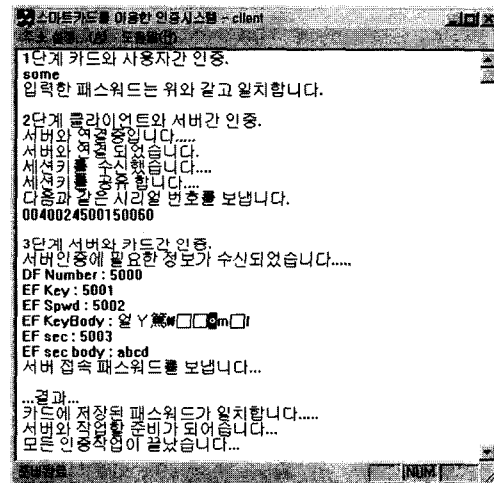 스마트카드를 이용한 인증시스템 - client
1단계 카드와 사용자간 인증.
some
입력한 패스워드는 위와 같고 일치합니다.
2단계 클라이언트와 서버간 인증.
서버와 연결중입니다.....
서버와 연결 되었습니다.
세션키를 수신했습니다....
세션키를 공유 합니다....
다음과 같은 시리얼 번호를 보냅니다.
0040024500150060
3단계 서버와 카드간 인증.
서버인증에 필요한 정보가 수신되었습니다.....
DF Number : 5000
EF Key : 5001
EF Spwd : 5002
EF KeyBody :
EF sec : 5003
EF sec body : abcd
서버 접속 패스워드를 보냅니다...
...결과...
카드에 저장된 패스워드가 일치합니다.....
서버와 작업할 준비가 되어습니다...
모든 인증작업이 끝났습니다...
준비완료
NUM